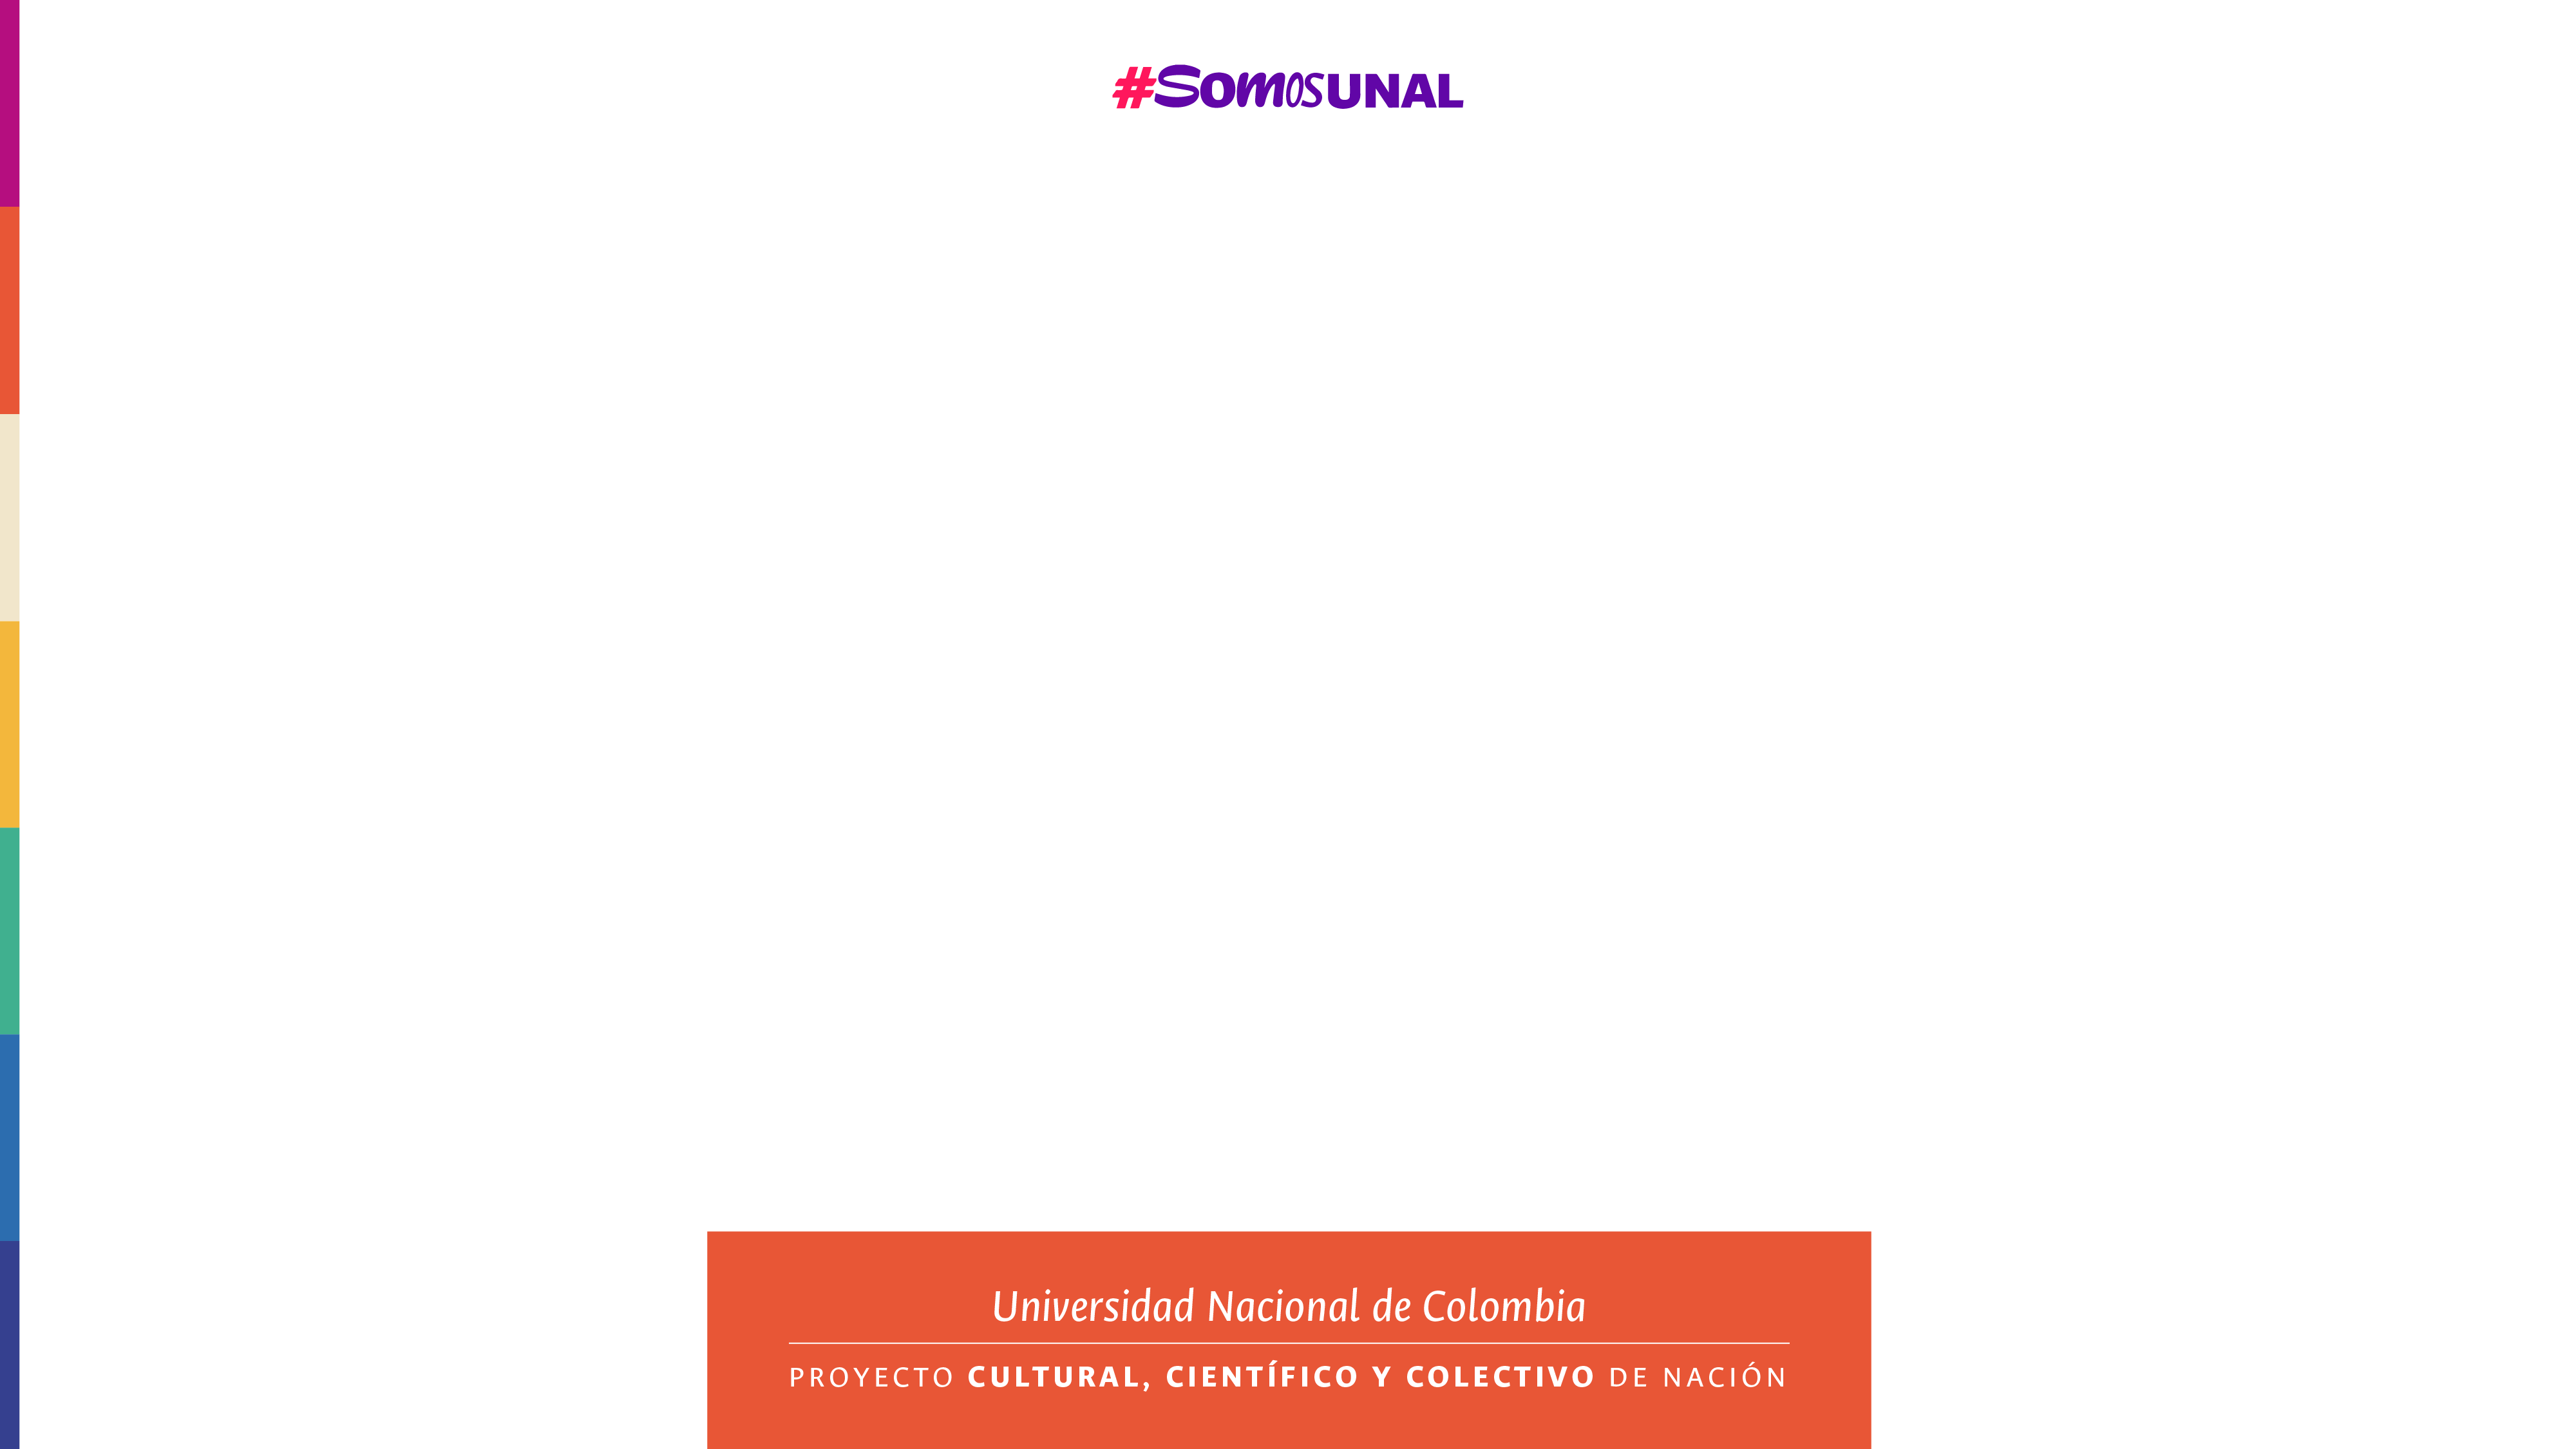 #SomosUNAL
Universidad Nacional de Colombia
PROYECTO CULTURAL, CIENTÍFICO Y COLECTIVO DE NACIÓN